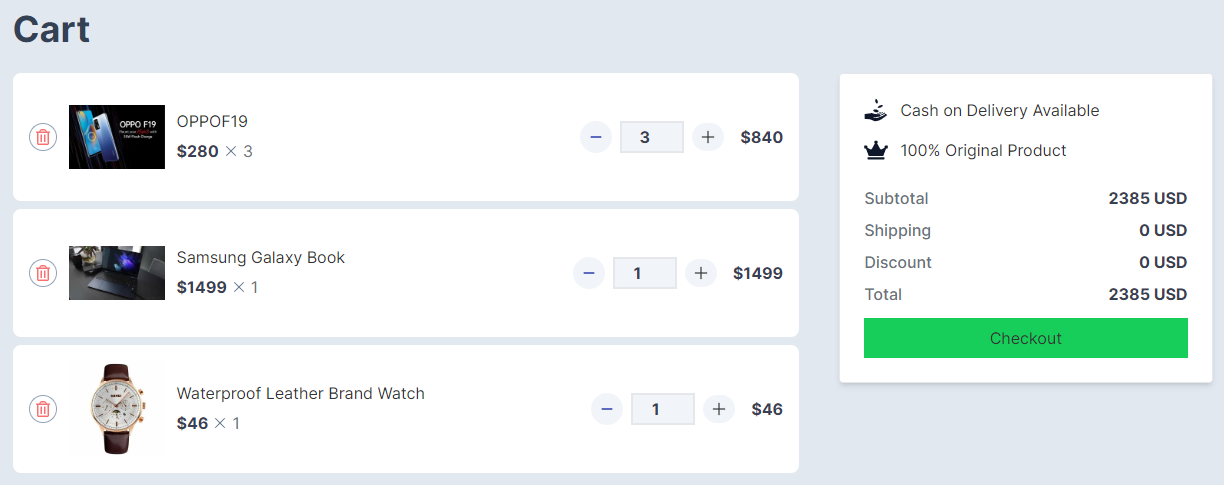 Cart
OPPOF19
$280 × 3
3
$840
OPPO F19
Samsung Galaxy Book
$1499 × 1
1
$1499
Waterproof Leather Brand Watch
$46 × 1
1
$46
Cash on Delivery Available
100% Original Product
Subtotal 2385 USD
Shipping 0 USD
Discount 0 USD
Total 2385 USD
Checkout